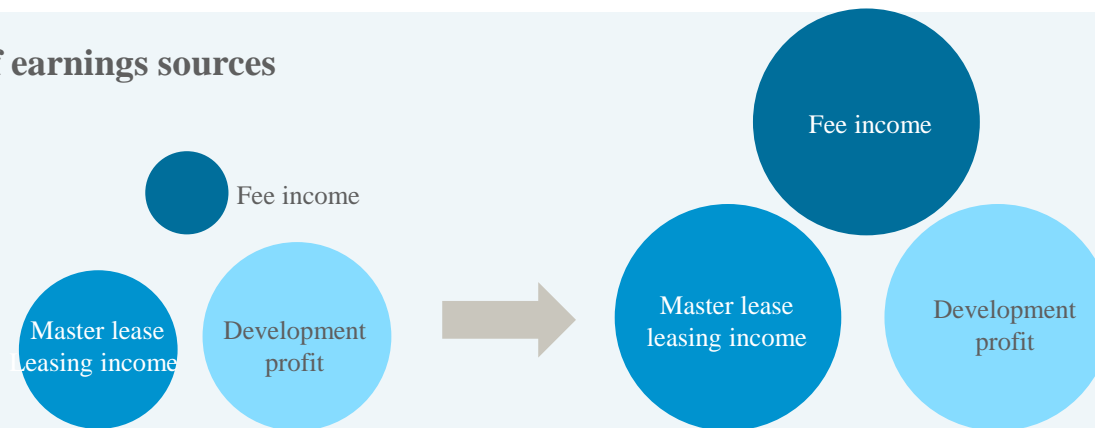 earnings sources
Fee income
Fee income
Master lease
Leasing income
Development
profit
Master lease
leasing income
Development
profit